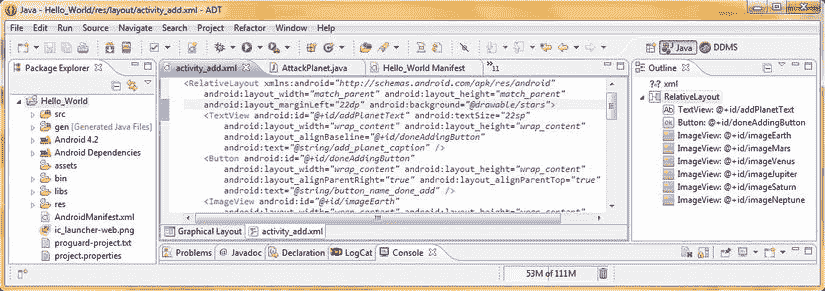 Java - Hello_World/res/layout/activity_add.xml - ADT
File Edit Run Source Navigate Search Project Refactor Window Help
Java DDMS
Package Explorer
activity_add.xml AttackPlanet.java Hello_World Manifest »11
Outline
Hello_World
src
gen [Generated Java Files]
Android 4.2
Android Dependencies
assets
bin
libs
res
AndroidManifest.xml
ic_launcher-web.png
proguard-project.txt
project.properties
<RelativeLayout xmlns:android="http://schemas.android.com/apk/res/android"
android:layout_width="match_parent" android:layout_height="match_parent"
android:layout_marginLeft="22dp" android:background="@drawable/stars">
<TextView android:id="@+id/addPlanetText" android:textSize="22sp"
android:layout_width="wrap_content" android:layout_height="wrap_content"
android:layout_alignBaseline="@+id/doneAddingButton"
android:text="@string/add_planet_caption" />
<Button android:id="@+id/doneAddingButton"
android:layout_width="wrap_content" android:layout_height="wrap_content"
android:layout_alignParentRight="true" android:layout_alignParentTop="true"
android:text="@string/button_name_done_add" />
<ImageView android:id="@+id/imageEarth"
android:layout_width="wrap_content" android:layout_height="wrap_content"
Graphical Layout activity_add.xml
?? xml
RelativeLayout
Ab TextView: @+id/addPlanetText
OK Button: @+id/doneAddingButton
ImageView: @+id/imageEarth
ImageView: @+id/imageMars
ImageView: @+id/imageVenus
ImageView: @+id/imageJupiter
ImageView: @+id/imageSaturn
ImageView: @+id/imageNeptune
Problems Javadoc Declaration LogCat Console
53M of 111M